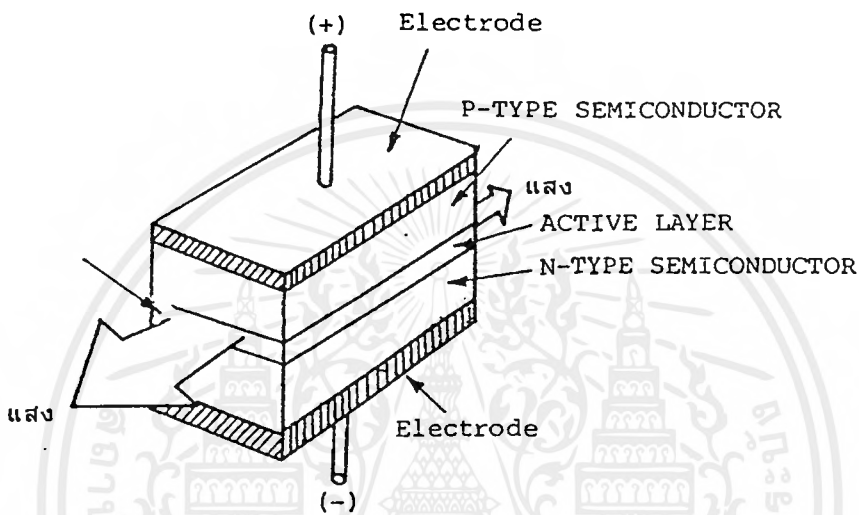 (+) Electrode
P-TYPE SEMICONDUCTOR
แสง
ACTIVE LAYER
N-TYPE SEMICONDUCTOR
แสง
Electrode
(-)